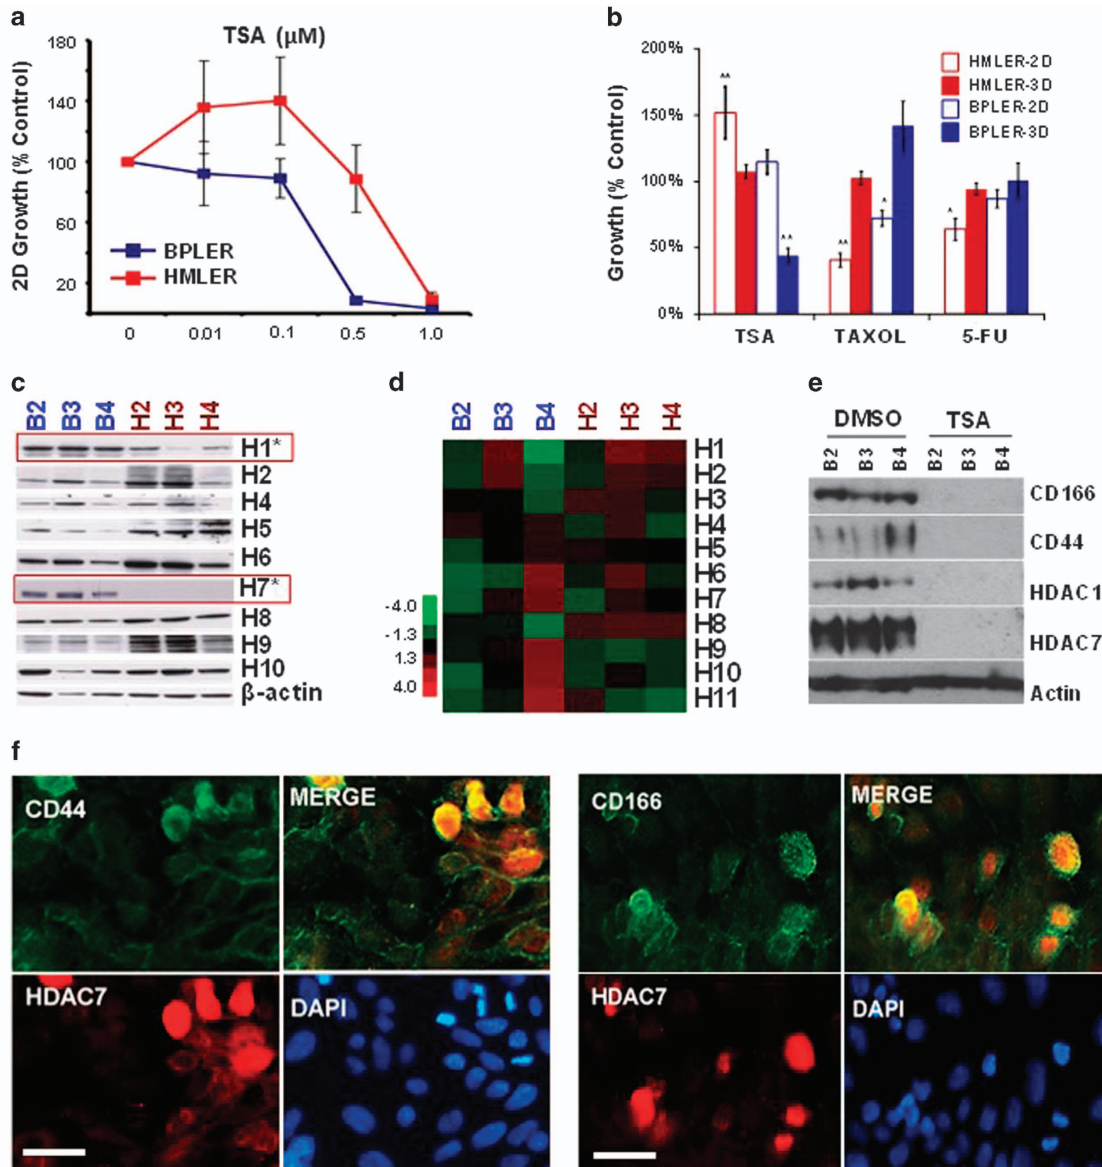 a
TSA (µM)
2D Growth (% Control)
180
140
100
60
20
BPLER
HMLER
0 0.01 0.1 0.5 1.0
b
Growth (% Control)
200%
150%
100%
50%
0%
HMLER-2D
HMLER-3D
BPLER-2D
BPLER-3D
^^
^^
^^
^
^
TSA TAXOL 5-FU
c
B2 B3 B4 H2 H3 H4
H1*
H2
H4
H5
H6
H7*
H8
H9
H10
β-actin
d
B2 B3 B4 H2 H3 H4
H1
H2
H3
H4
H5
H6
H7
H8
H9
H10
H11
-4.0
-1.3
1.3
4.0
e
DMSO TSA
B2 B3 B4 B2 B3 B4
CD166
CD44
HDAC1
HDAC7
Actin
f
CD44
MERGE
HDAC7
DAPI
CD166
MERGE
HDAC7
DAPI